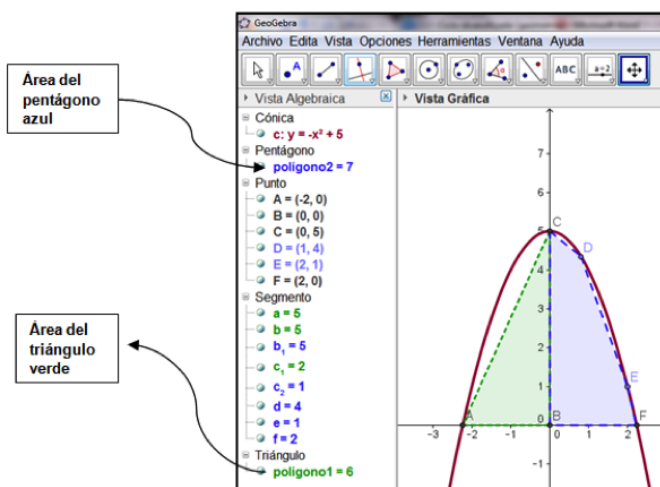 GeoGebra
Archivo Edita Vista Opciones Herramientas Ventana Ayuda
A
ABC
a=2
Vista Algebraica
Vista Gráfica
Área del
pentágono
azul
Área del
triángulo
verde
Cónica
c: y = -x² + 5
Pentágono
polígono2 = 7
Punto
A = (-2, 0)
B = (0, 0)
C = (0, 5)
D = (1, 4)
E = (2, 1)
F = (2, 0)
Segmento
a = 5
b = 5
b₁ = 5
c₁ = 2
c₂ = 1
d = 4
e = 1
f = 2
Triángulo
polígono1 = 6
7
6
5
4
3
2
1
0
-1
-3
-2
-1
0
1
2
C
D
E
A
B
F